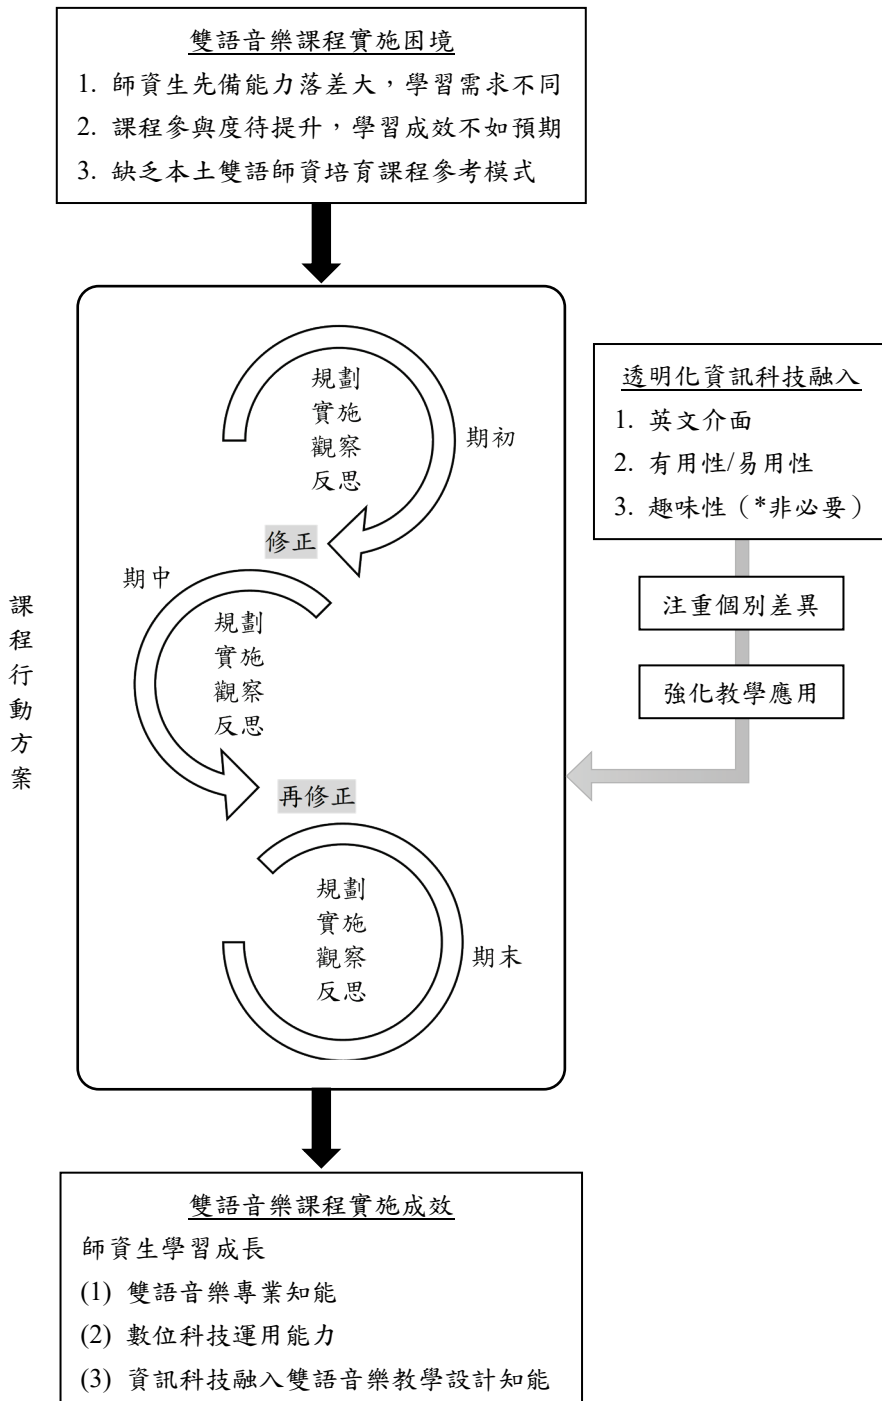 雙語音樂課程實施困境
1. 師資生先備能力落差大，學習需求不同
2. 課程參與度待提升，學習成效不如預期
3. 缺乏本土雙語師資培育課程參考模式
課程行動方案
規劃
實施
觀察
反思
期初
修正
期中
規劃
實施
觀察
反思
再修正
規劃
實施
觀察
反思
期末
透明化資訊科技融入
1. 英文介面
2. 有用性/易用性
3. 趣味性（*非必要）
注重個別差異
強化教學應用
雙語音樂課程實施成效
師資生學習成長
(1) 雙語音樂專業知能
(2) 數位科技運用能力
(3) 資訊科技融入雙語音樂教學設計知能